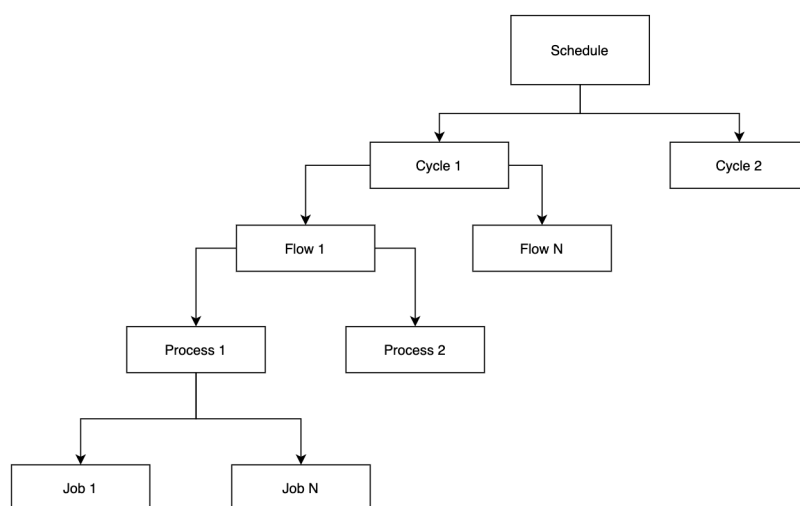 Schedule
Cycle 1
Cycle 2
Flow 1
Flow N
Process 1
Process 2
Job 1
Job N